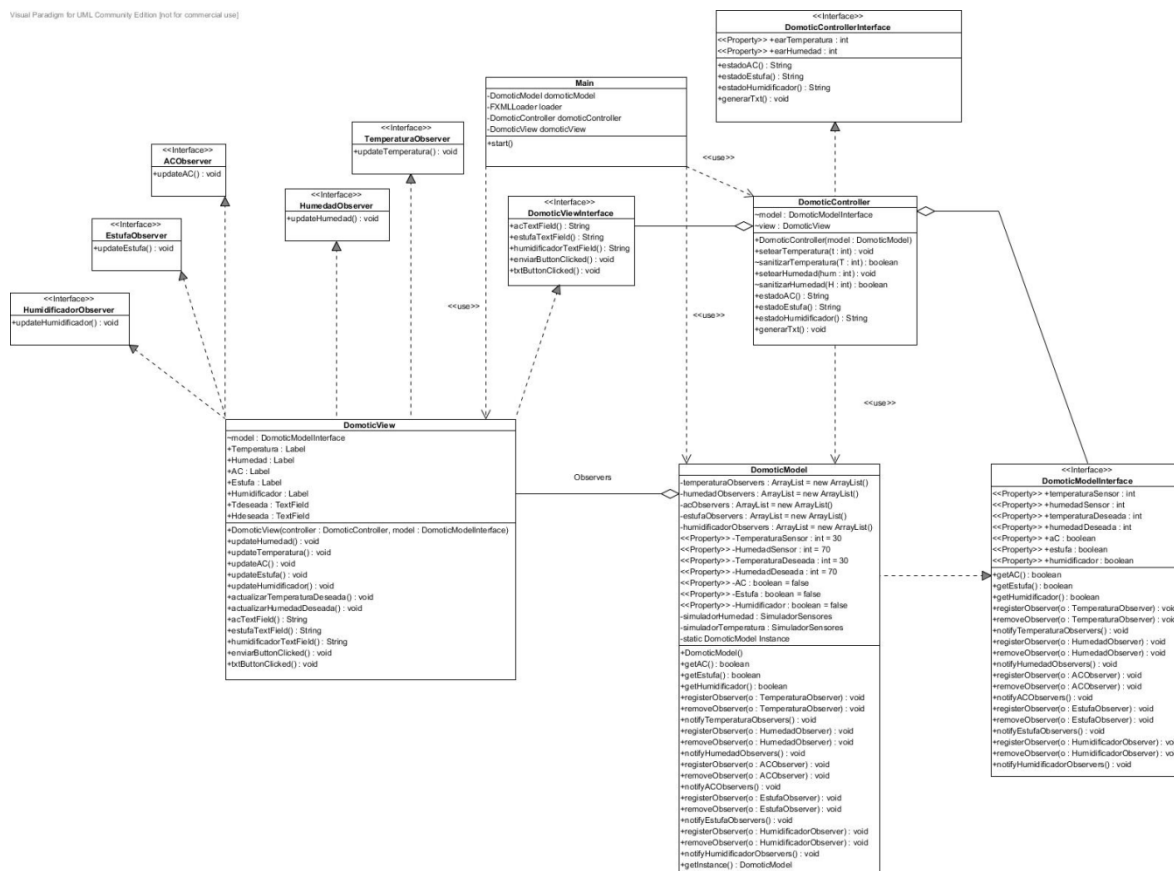 Visual Paradigm for UML Community Edition [not for commercial use]
<<Interface>>
DomoticControllerInterface
<<Property>> +earTemperatura : int
<<Property>> +earHumedad : int
+estadoAC() : String
+estadoEstufa() : String
+estadoHumidificador() : String
+generarTxt() : void
Main
-DomoticModel domoticModel
-FXMLLoader loader
-DomoticController domoticController
-DomoticView domoticView
+start()
<<Interface>>
TemperaturaObserver
+updateTemperatura() : void
<<Interface>>
ACObserver
+updateAC() : void
<<use>>
<<Interface>>
HumedadObserver
+updateHumedad() : void
<<Interface>>
DomoticViewInterface
+acTextField() : String
+estufaTextField() : String
+humidificadorTextField() : String
+enviarButtonClicked() : void
+txtButtonClicked() : void
DomoticController
~model : DomoticModelInterface
~view : DomoticView
+DomoticController(model : DomoticModel)
+setearTemperatura(t : int) : void
~sanitizarTemperatura(T : int) : boolean
+setearHumedad(hum : int) : void
~sanitizarHumedad(H : int) : boolean
+estadoAC() : String
+estadoEstufa() : String
+estadoHumidificador() : String
+generarTxt() : void
<<Interface>>
EstufaObserver
+updateEstufa() : void
<<Interface>>
HumidificadorObserver
+updateHumidificador() : void
<<use>>
<<use>>
<<use>>
DomoticView
~model : DomoticModelInterface
+Temperatura : Label
+Humedad : Label
+AC : Label
+Estufa : Label
+Humidificador : Label
+Tdeseada : TextField
+Hdeseada : TextField
+DomoticView(controller : DomoticController, model : DomoticModelInterface)
+updateHumedad() : void
+updateTemperatura() : void
+updateAC() : void
+updateEstufa() : void
+updateHumidificador() : void
+actualizarTemperaturaDeseada() : void
+actualizarHumedadDeseada() : void
+acTextField() : String
+estufaTextField() : String
+humidificadorTextField() : String
+enviarButtonClicked() : void
+txtButtonClicked() : void
Observers
DomoticModel
-temperaturaObservers : ArrayList = new ArrayList()
-humedadObservers : ArrayList = new ArrayList()
-acObservers : ArrayList = new ArrayList()
-estufaObservers : ArrayList = new ArrayList()
-humidificadorObservers : ArrayList = new ArrayList()
<<Property>> -TemperaturaSensor : int = 30
<<Property>> -HumedadSensor : int = 70
<<Property>> -TemperaturaDeseada : int = 30
<<Property>> -HumedadDeseada : int = 70
<<Property>> -AC : boolean = false
<<Property>> -Estufa : boolean = false
<<Property>> -Humidificador : boolean = false
-simuladorHumedad : SimuladorSensores
-simuladorTemperatura : SimuladorSensores
-static DomoticModel Instance
+DomoticModel()
+getAC() : boolean
+getEstufa() : boolean
+getHumidificador() : boolean
+registerObserver(o : TemperaturaObserver) : void
+removeObserver(o : TemperaturaObserver) : void
+notifyTemperaturaObservers() : void
+registerObserver(o : HumedadObserver) : void
+removeObserver(o : HumedadObserver) : void
+notifyHumedadObservers() : void
+registerObserver(o : ACObserver) : void
+removeObserver(o : ACObserver) : void
+notifyACObservers() : void
+registerObserver(o : EstufaObserver) : void
+removeObserver(o : EstufaObserver) : void
+notifyEstufaObservers() : void
+registerObserver(o : HumidificadorObserver) : void
+removeObserver(o : HumidificadorObserver) : void
+notifyHumidificadorObservers() : void
+getInstance() : DomoticModel
<<Interface>>
DomoticModelInterface
<<Property>> +temperaturaSensor : int
<<Property>> +humedadSensor : int
<<Property>> +temperaturaDeseada : int
<<Property>> +humedadDeseada : int
<<Property>> +aC : boolean
<<Property>> +estufa : boolean
<<Property>> +humidificador : boolean
+getAC() : boolean
+getEstufa() : boolean
+getHumidificador() : boolean
+registerObserver(o : TemperaturaObserver) : void
+removeObserver(o : TemperaturaObserver) : void
+notifyTemperaturaObservers() : void
+registerObserver(o : HumedadObserver) : void
+removeObserver(o : HumedadObserver) : void
+notifyHumedadObservers() : void
+registerObserver(o : ACObserver) : void
+removeObserver(o : ACObserver) : void
+notifyACObservers() : void
+registerObserver(o : EstufaObserver) : void
+removeObserver(o : EstufaObserver) : void
+notifyEstufaObservers() : void
+registerObserver(o : HumidificadorObserver) : vo
+removeObserver(o : HumidificadorObserver) : vo
+notifyHumidificadorObservers() : void